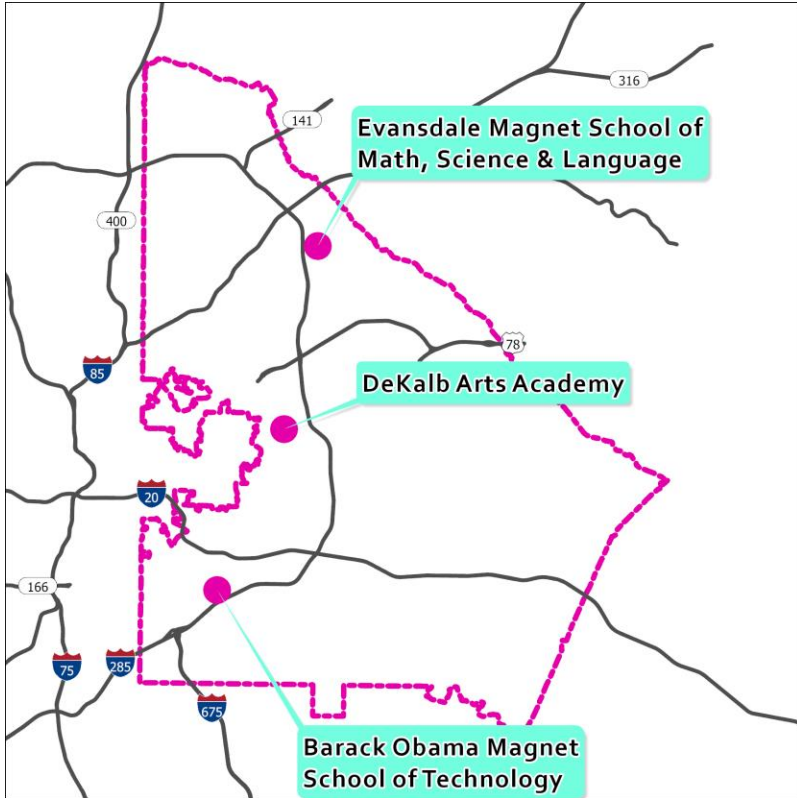 316
141
Evansdale Magnet School of
Math, Science & Language
400
78
85
DeKalb Arts Academy
20
166
75
285
675
Barack Obama Magnet
School of Technology